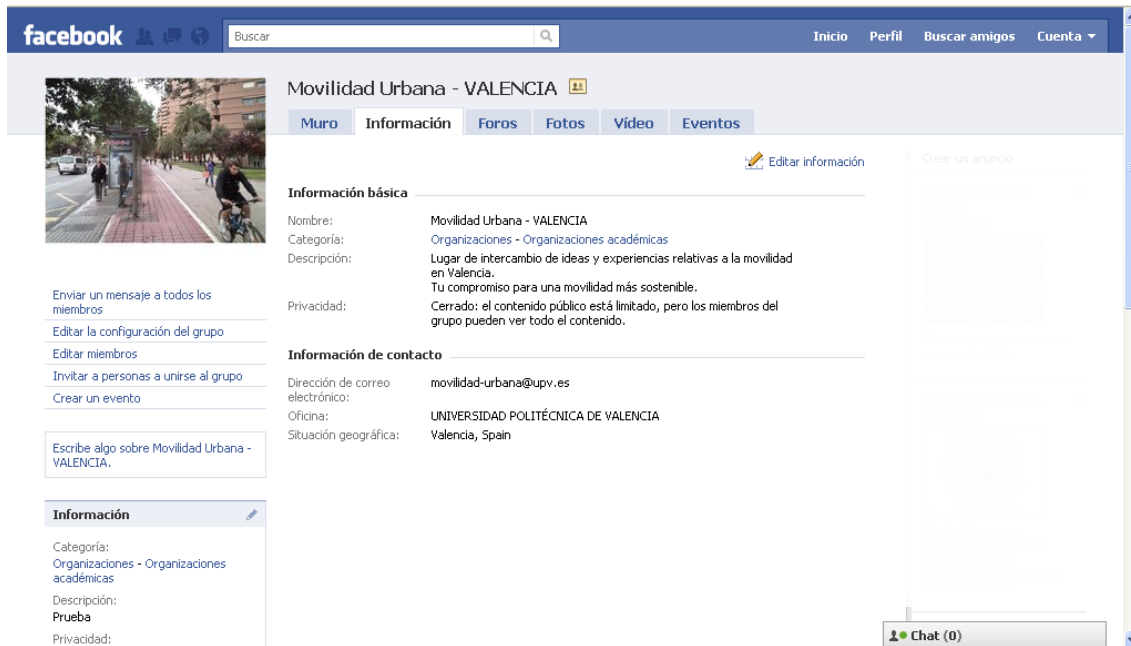 facebook
Buscar
Inicio Perfil Buscar amigos Cuenta
Movilidad Urbana - VALENCIA
Muro Información Foros Fotos Vídeo Eventos
Editar información
Crear un anuncio
Información básica
Nombre: Movilidad Urbana - VALENCIA
Categoría: Organizaciones - Organizaciones académicas
Descripción: Lugar de intercambio de ideas y experiencias relativas a la movilidad
en Valencia.
Tu compromiso para una movilidad más sostenible.
Privacidad: Cerrado: el contenido público está limitado, pero los miembros del
grupo pueden ver todo el contenido.
Información de contacto
Dirección de correo
electrónico: movilidad-urbana@upv.es
Oficina: UNIVERSIDAD POLITÉCNICA DE VALENCIA
Situación geográfica: Valencia, Spain
Enviar un mensaje a todos los
miembros
Editar la configuración del grupo
Editar miembros
Invitar a personas a unirse al grupo
Crear un evento
Escribe algo sobre Movilidad Urbana -
VALENCIA.
Información
Categoría:
Organizaciones - Organizaciones
académicas
Descripción:
Prueba
Privacidad:
Chat (0)